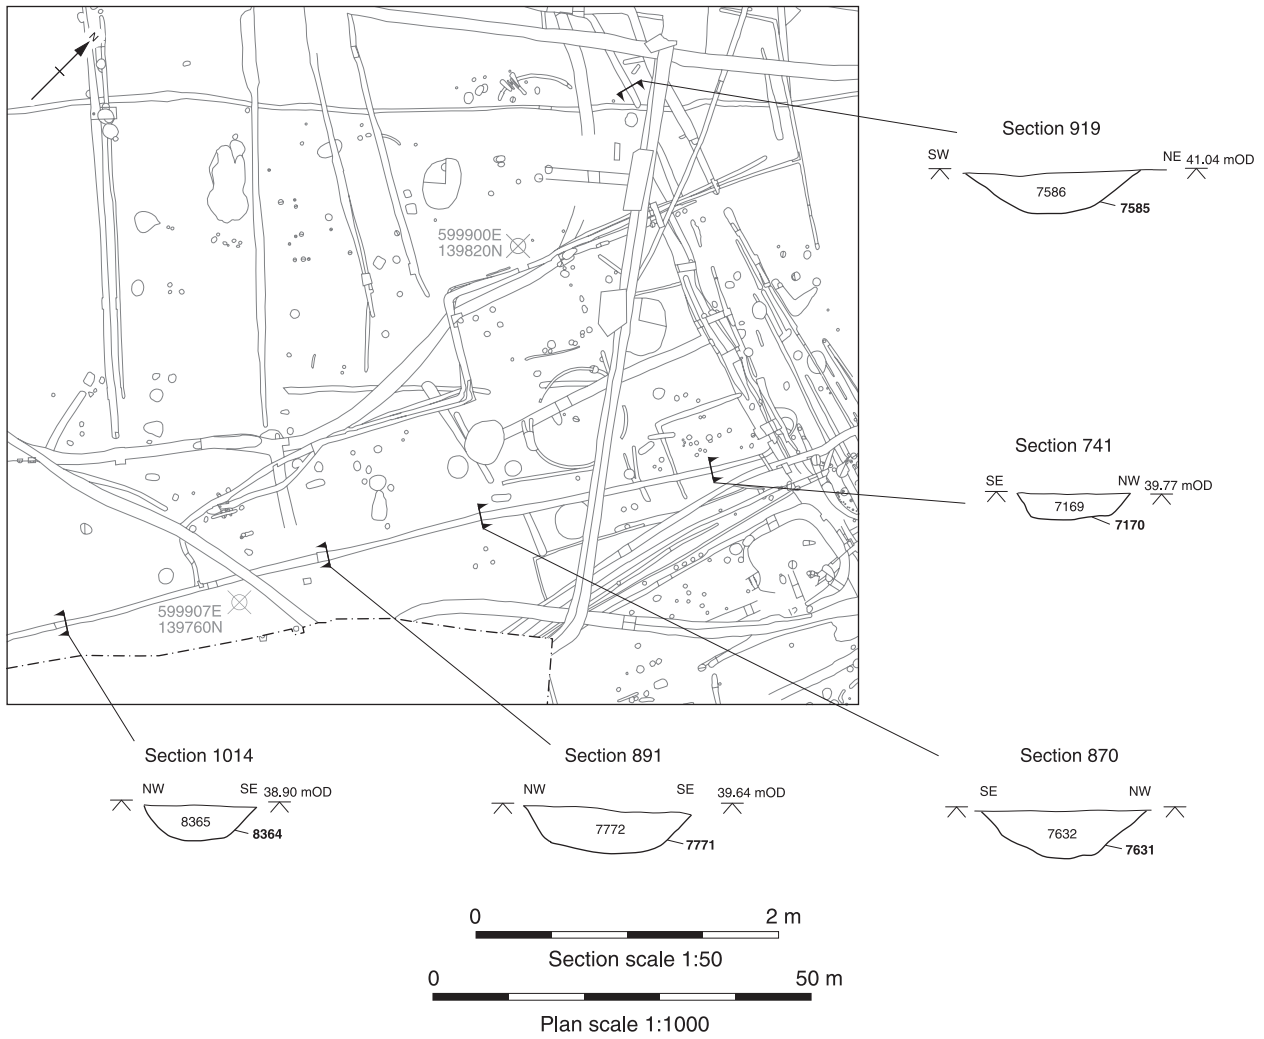 N
599900E
139820N
599907E
139760N
Section 919
SW
NE 41.04 mOD
7586
7585
Section 741
SE
NW 39.77 mOD
7169
7170
Section 1014
NW
SE 38.90 mOD
8365
8364
Section 891
NW
SE
39.64 mOD
7772
7771
Section 870
SE
NW
7632
7631
0
2 m
Section scale 1:50
0
50 m
Plan scale 1:1000